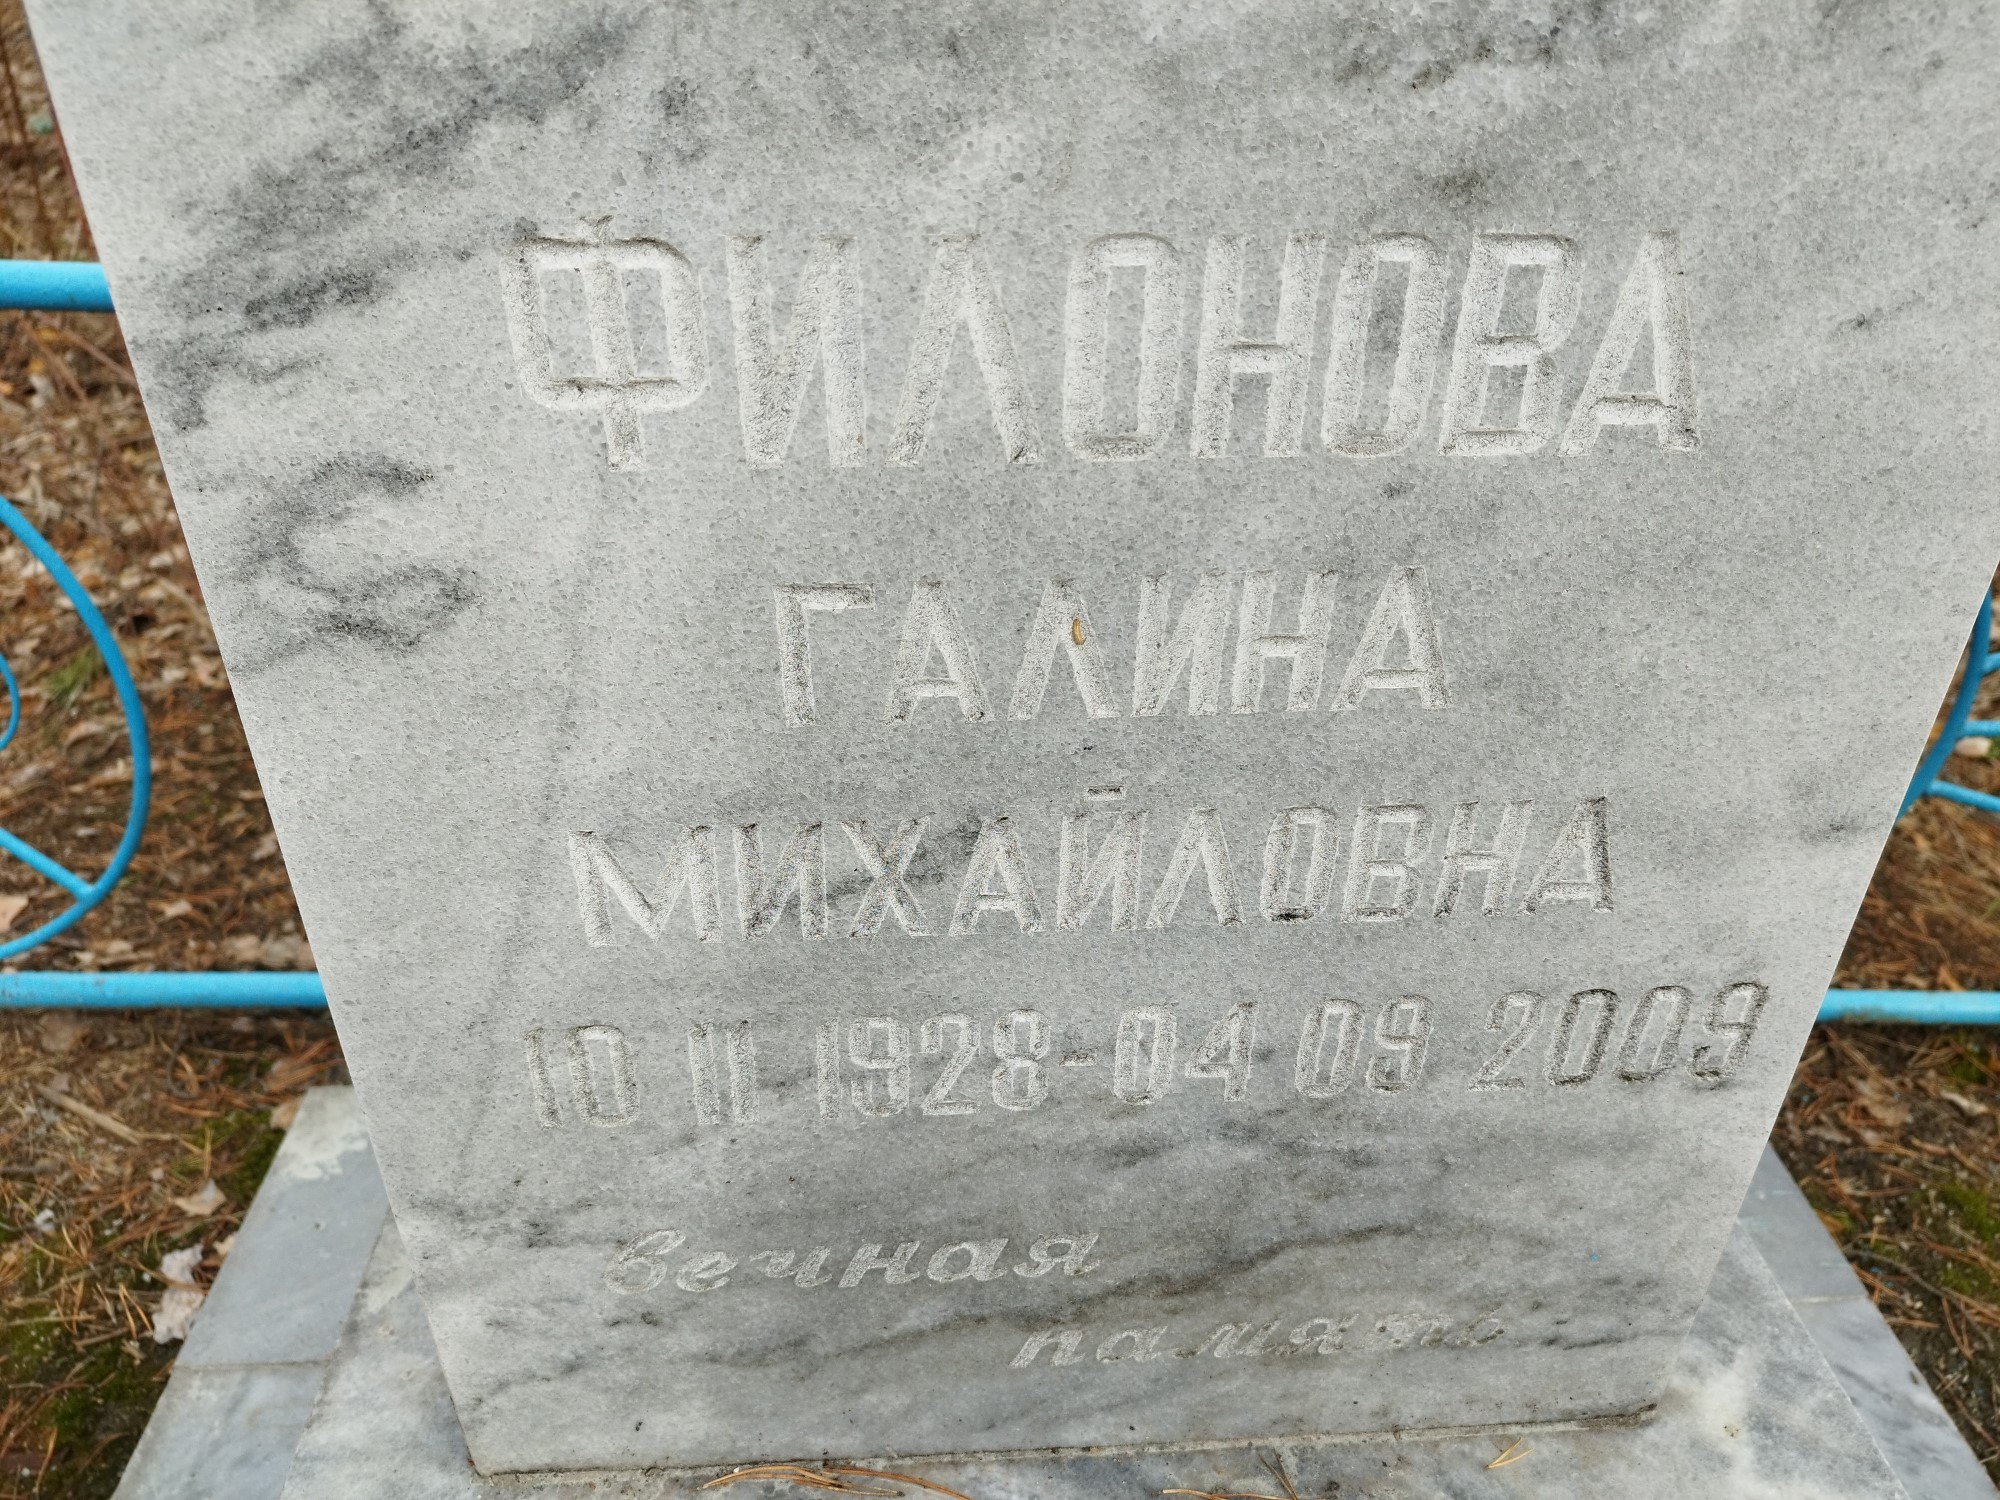 ФИЛОНОВА
ГАЛИНА
МИХАЙЛОВНА
10 11 1928-04 09 2009
вечная
память